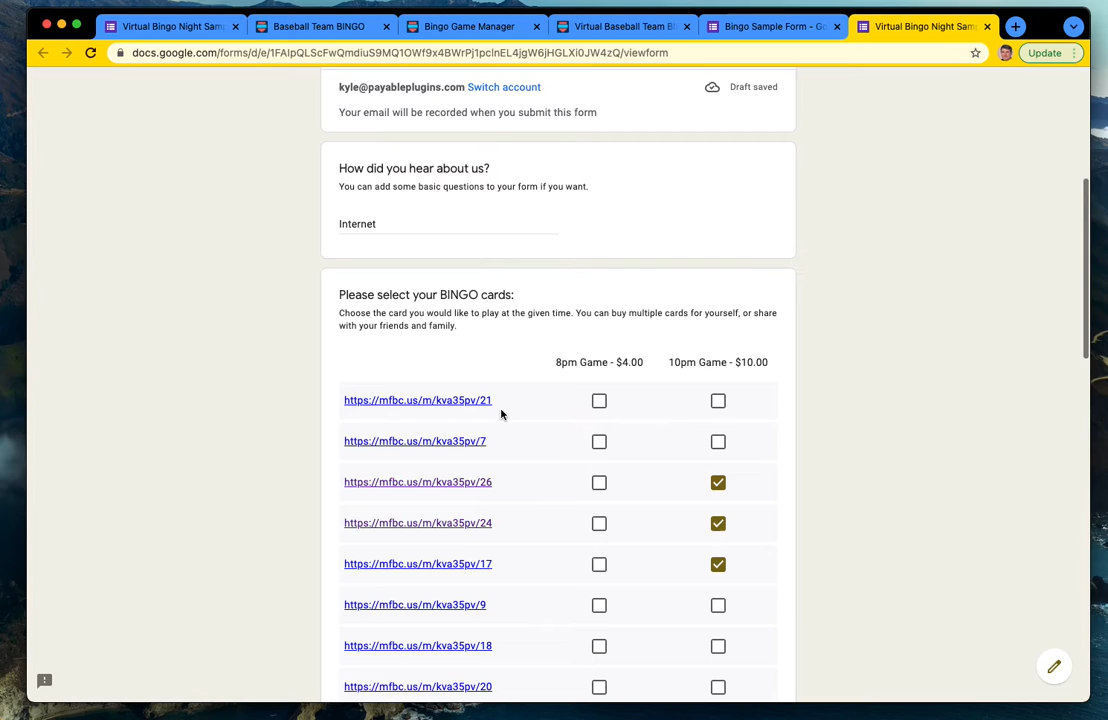 Virtual Bingo Night Sam
Baseball Team BINGO
Bingo Game Manager
Virtual Baseball Team BI
Bingo Sample Form - Go
Virtual Bingo Night Sam
docs.google.com/forms/d/e/1FAIpQLScFwQmdiuS9MQ1OWf9x4BWrPj1pclnEL4jgW6jHGLXi0JW4zQ/viewform
Update
kyle@payableplugins.com Switch account
Draft saved
Your email will be recorded when you submit this form
How did you hear about us?
You can add some basic questions to your form if you want.
Internet
Please select your BINGO cards:
Choose the card you would like to play at the given time. You can buy multiple cards for yourself, or share
with your friends and family.
8pm Game - $4.00 10pm Game - $10.00
https://mfbc.us/m/kva35pv/21
https://mfbc.us/m/kva35pv/7
https://mfbc.us/m/kva35pv/26
https://mfbc.us/m/kva35pv/24
https://mfbc.us/m/kva35pv/17
https://mfbc.us/m/kva35pv/9
https://mfbc.us/m/kva35pv/18
https://mfbc.us/m/kva35pv/20